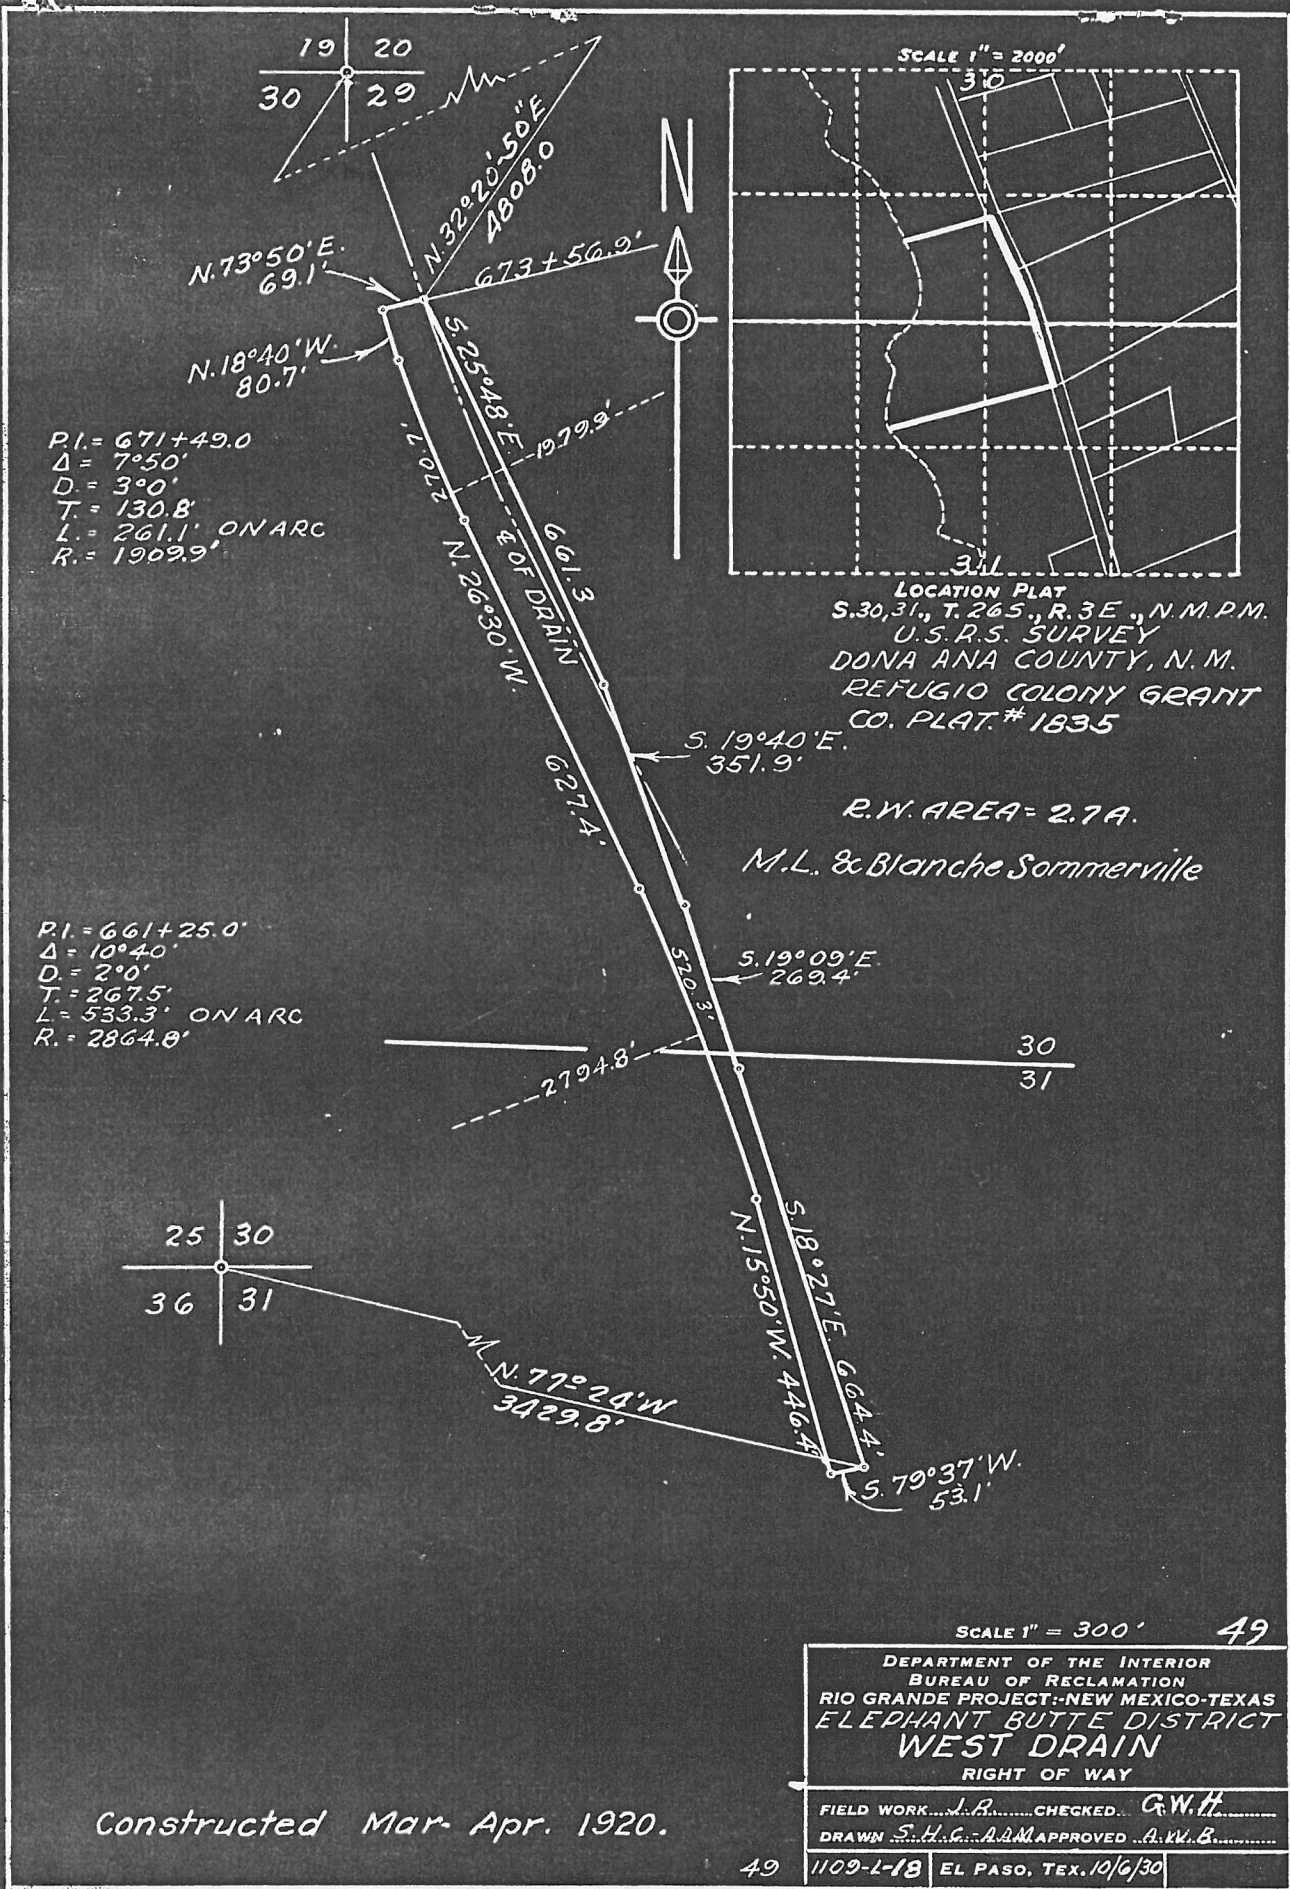 19 20
30 29
N. 32°20'-50"E
4808.0
N
SCALE 1" = 2000'
30
31
N. 73°50'E.
69.1'
673+56.9'
N. 18°40'W.
80.7'
S. 25°48'E.
661.3
1979.9'
270.7'
P.I. = 671+49.0
Δ = 7°50'
D. = 3°0'
T. = 130.8'
L. = 261.1' ON ARC
R. = 1909.9'
℄ OF DRAIN
N. 26°30'W.
627.4'
LOCATION PLAT
S.30,31., T. 26S., R. 3E., N.M.P.M.
U.S.R.S. SURVEY
DONA ANA COUNTY, N.M.
REFUGIO COLONY GRANT
CO. PLAT. # 1835
S. 19°40'E.
351.9'
R.W. AREA = 2.7A.
M.L. & Blanche Sommerville
P.I. = 661+25.0'
Δ = 10°40'
D. = 2°0'
T. = 267.5'
L = 533.3' ON ARC
R. = 2864.8'
S. 19°09'E.
269.4'
520.3'
2794.8'
30
31
25 30
36 31
N. 77°24'W
3429.8'
N. 15°50'W. 446.4'
S. 18°27'E. 664.4'
S. 79°37'W.
53.1'
SCALE 1" = 300' 49
DEPARTMENT OF THE INTERIOR
BUREAU OF RECLAMATION
RIO GRANDE PROJECT:-NEW MEXICO-TEXAS
ELEPHANT BUTTE DISTRICT
WEST DRAIN
RIGHT OF WAY
FIELD WORK....J.R......CHECKED...G.W.H.........
DRAWN S.H.C.-AAM APPROVED ..A.W.B...........
1109-L-18 EL PASO, TEX. 10/6/30
Constructed Mar- Apr. 1920.
49